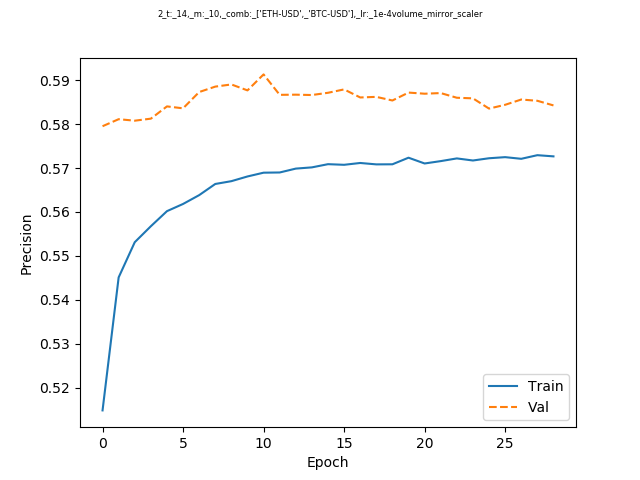 2_t:_14,_m:_10,_comb:_['ETH-USD',_'BTC-USD'],_lr:_1e-4volume_mirror_scaler
0.59
0.58
0.57
0.56
0.55
0.54
0.53
0.52
Precision
Train
Val
0 5 10 15 20 25
Epoch